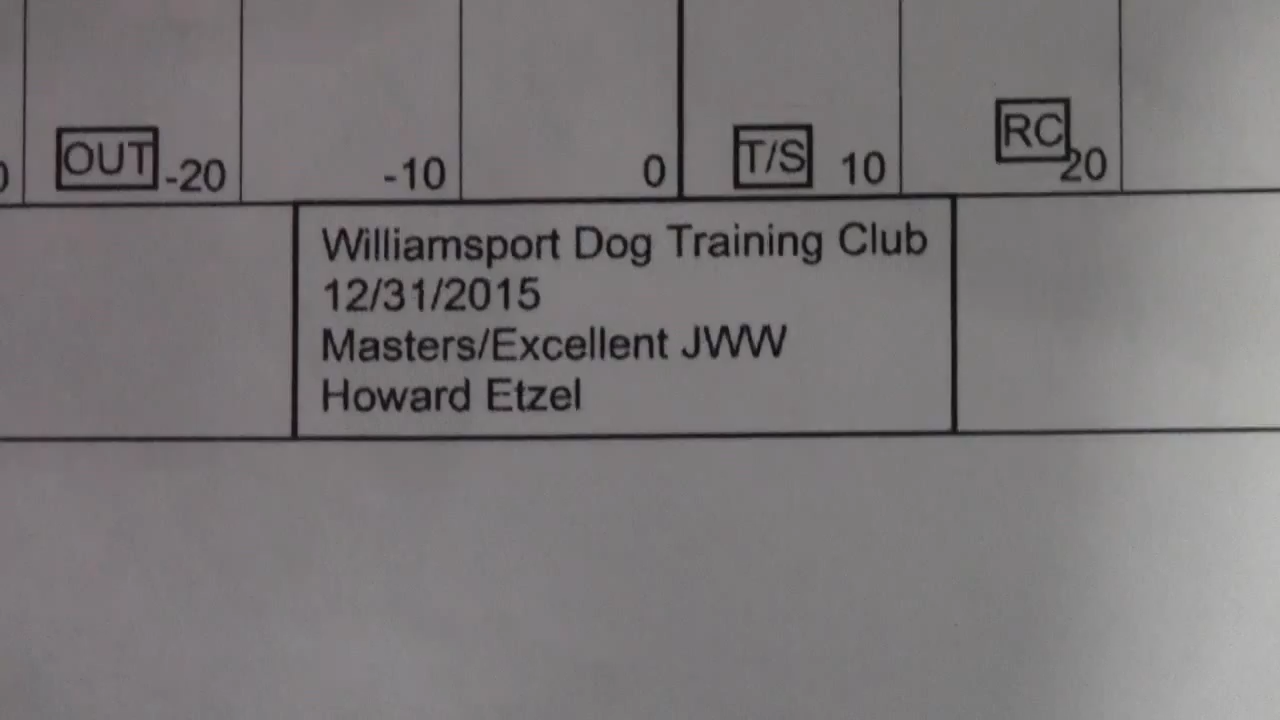 OUT -20 -10 0 T/S 10 RC 20
Williamsport Dog Training Club
12/31/2015
Masters/Excellent JWW
Howard Etzel